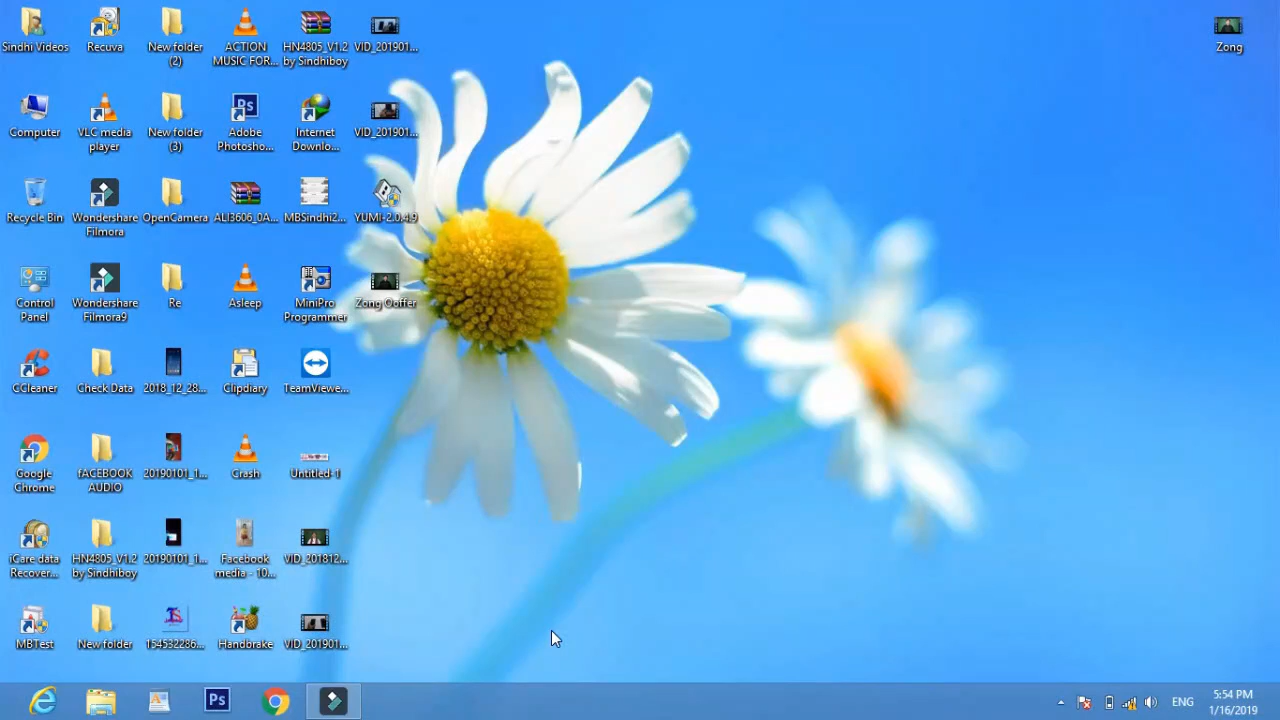 Sindhi Videos
Recuva
New folder
(2)
ACTION
MUSIC FOR...
HN4805_V1.2
by Sindhiboy
VID_201901...
Zong
Computer
VLC media
player
New folder
(3)
Adobe
Photosho...
Internet
Downlo...
VID_201901...
Recycle Bin
Wondershare
Filmora
OpenCamera
ALI3606_0A...
MBSindhi2...
YUMI-2.0.4.9
Control
Panel
Wondershare
Filmora9
Re
Asleep
MiniPro
Programmer
Zong Ooffer
CCleaner
Check Data
2018_12_28...
Clipdiary
TeamViewe...
Google
Chrome
fACEBOOK
AUDIO
20190101_1...
Crash
Untitled-1
iCare data
Recover...
HN4805_V1.2
by Sindhiboy
20190101_1...
Facebook
media - 10...
VID_201812...
MBTest
New folder
154532286...
Handbrake
VID_201901...
Ps
ENG
5:54 PM
1/16/2019